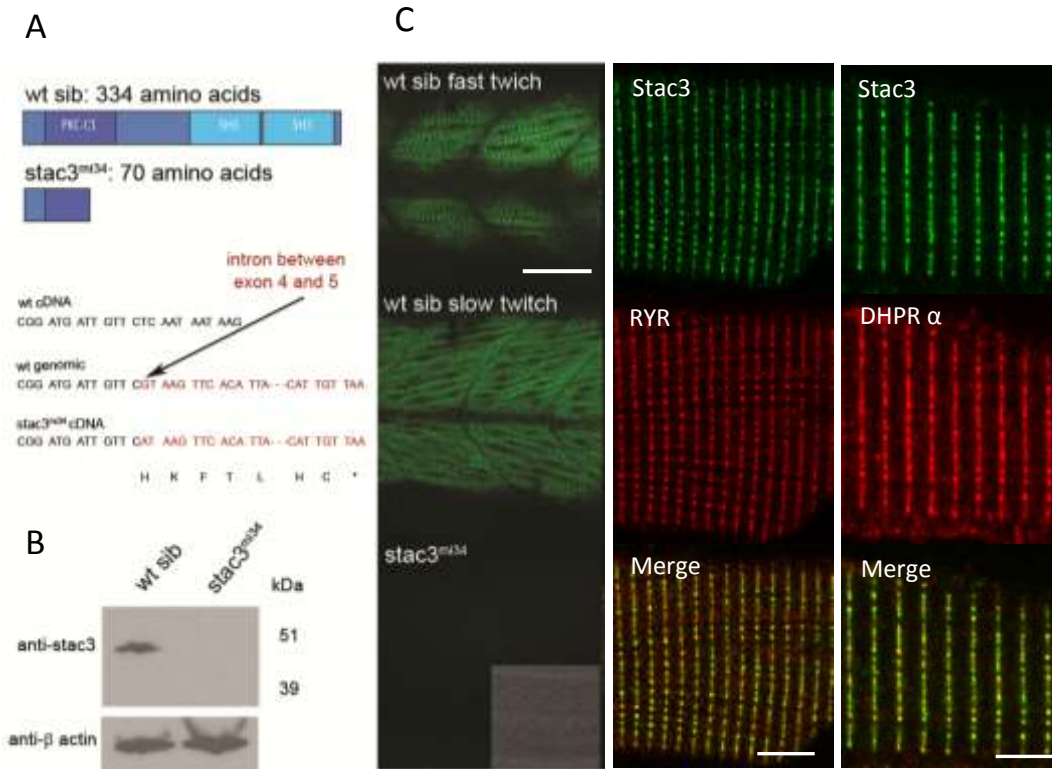 A
wt sib: 334 amino acids
PKC-C1
SH3
SH3
stac3mi34: 70 amino acids
intron between
exon 4 and 5
wt cDNA
CGG ATG ATT GTT CTC AAT AAT AAG
wt genomic
CGG ATG ATT GTT CGT AAG TTC ACA TTA---CAT TGT TAA
stac3mi34 cDNA
CGG ATG ATT GTT CAT AAG TTC ACA TTA---CAT TGT TAA
H K F T L H C *
B
wt sib
stac3mi34
kDa
anti-stac3
51
39
anti-β actin
C
wt sib fast twich
wt sib slow twitch
stac3mi34
Stac3
RYR
Merge
Stac3
DHPR α
Merge